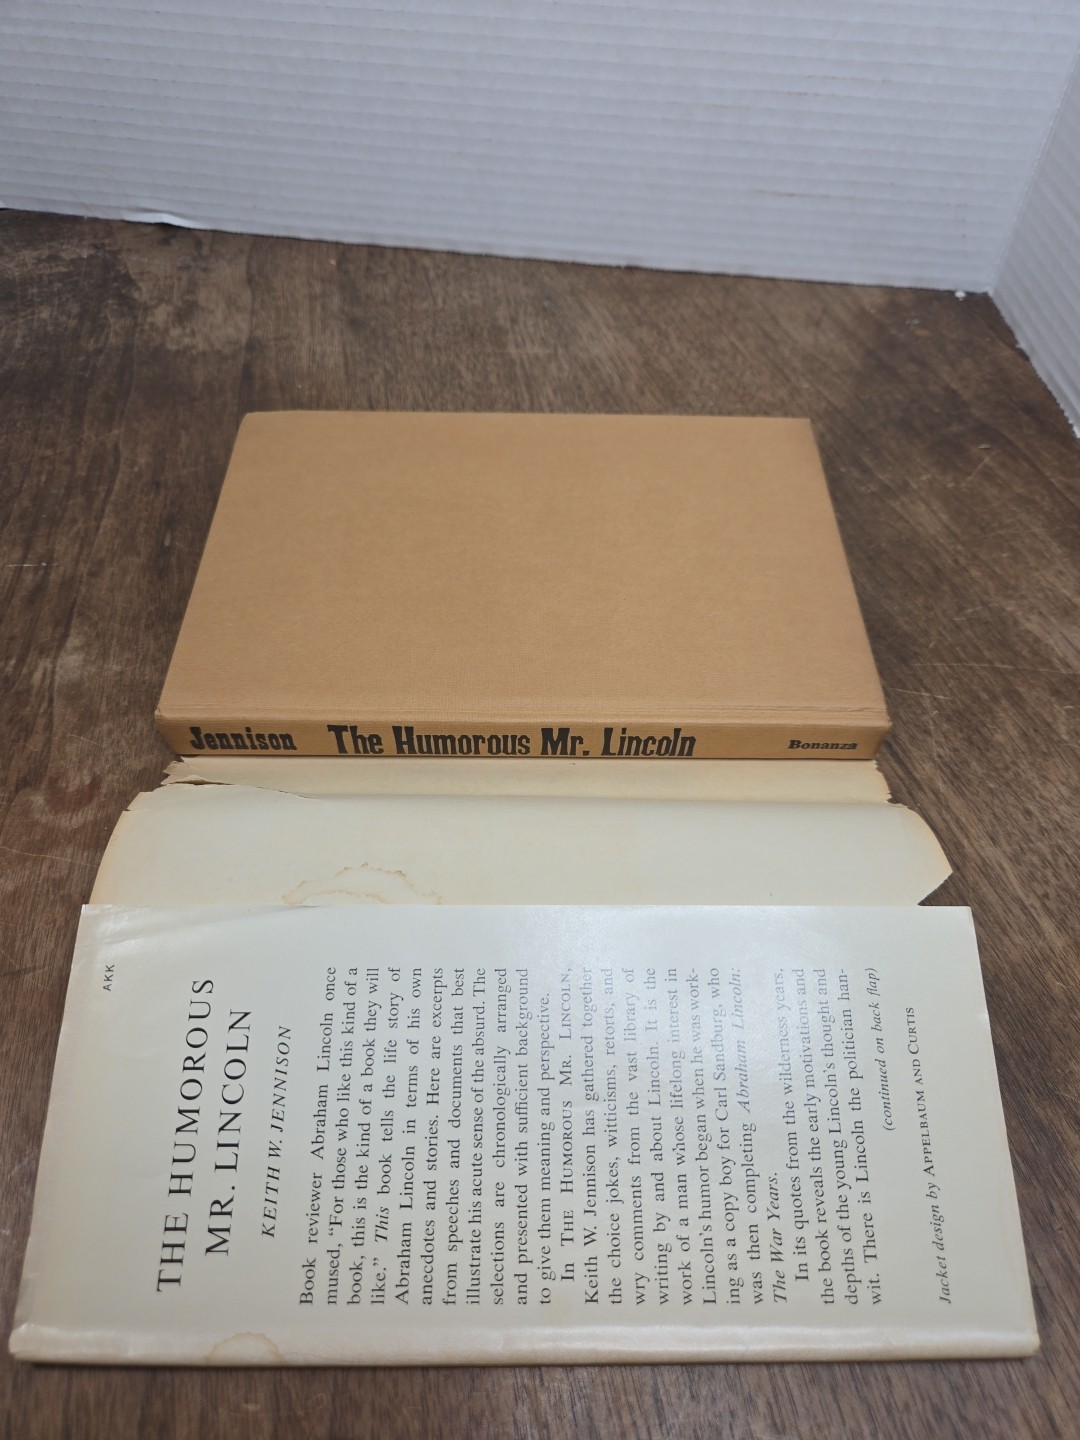 Jennison The Humorous Mr. Lincoln Bonanza
AKK
THE HUMOROUS
MR. LINCOLN
KEITH W. JENNISON
Book reviewer Abraham Lincoln once
mused, “For those who like this kind of a
book, this is the kind of a book they will
like.” This book tells the life story of
Abraham Lincoln in terms of his own
anecdotes and stories. Here are excerpts
from speeches and documents that best
illustrate his acute sense of the absurd. The
selections are chronologically arranged
and presented with sufficient background
to give them meaning and perspective.
In THE HUMOROUS MR. LINCOLN,
Keith W. Jennison has gathered together
the choice jokes, witticisms, retorts, and
wry comments from the vast library of
writing by and about Lincoln. It is the
work of a man whose lifelong interest in
Lincoln's humor began when he was work-
ing as a copy boy for Carl Sandburg, who
was then completing Abraham Lincoln:
The War Years.
In its quotes from the wilderness years,
the book reveals the early motivations and
depths of the young Lincoln's thought and
wit. There is Lincoln the politician han-
(continued on back flap)
Jacket design by APPELBAUM AND CURTIS